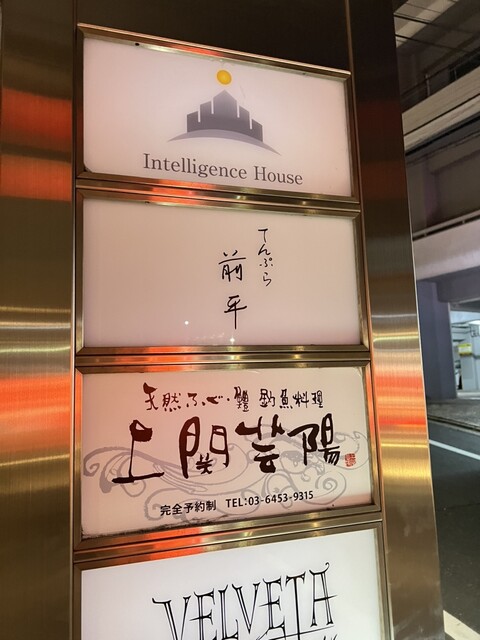 Intelligence House
てんぷら
前平
天然ふぐ・鱧 釣魚料理
上関芸陽
完全予約制 TEL:03-6453-9315
VELVETA